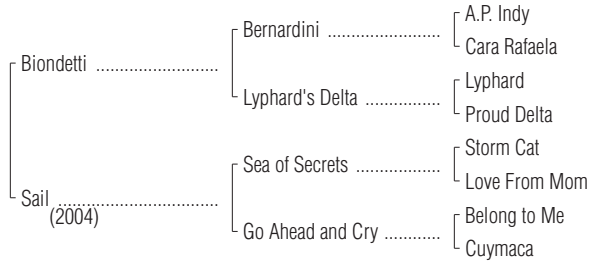 A.P. Indy
Bernardini
Cara Rafaela
Biondetti
Lyphard
Lyphard's Delta
Proud Delta
Storm Cat
Sea of Secrets
Love From Mom
Sail
(2004)
Belong to Me
Go Ahead and Cry
Cuymaca